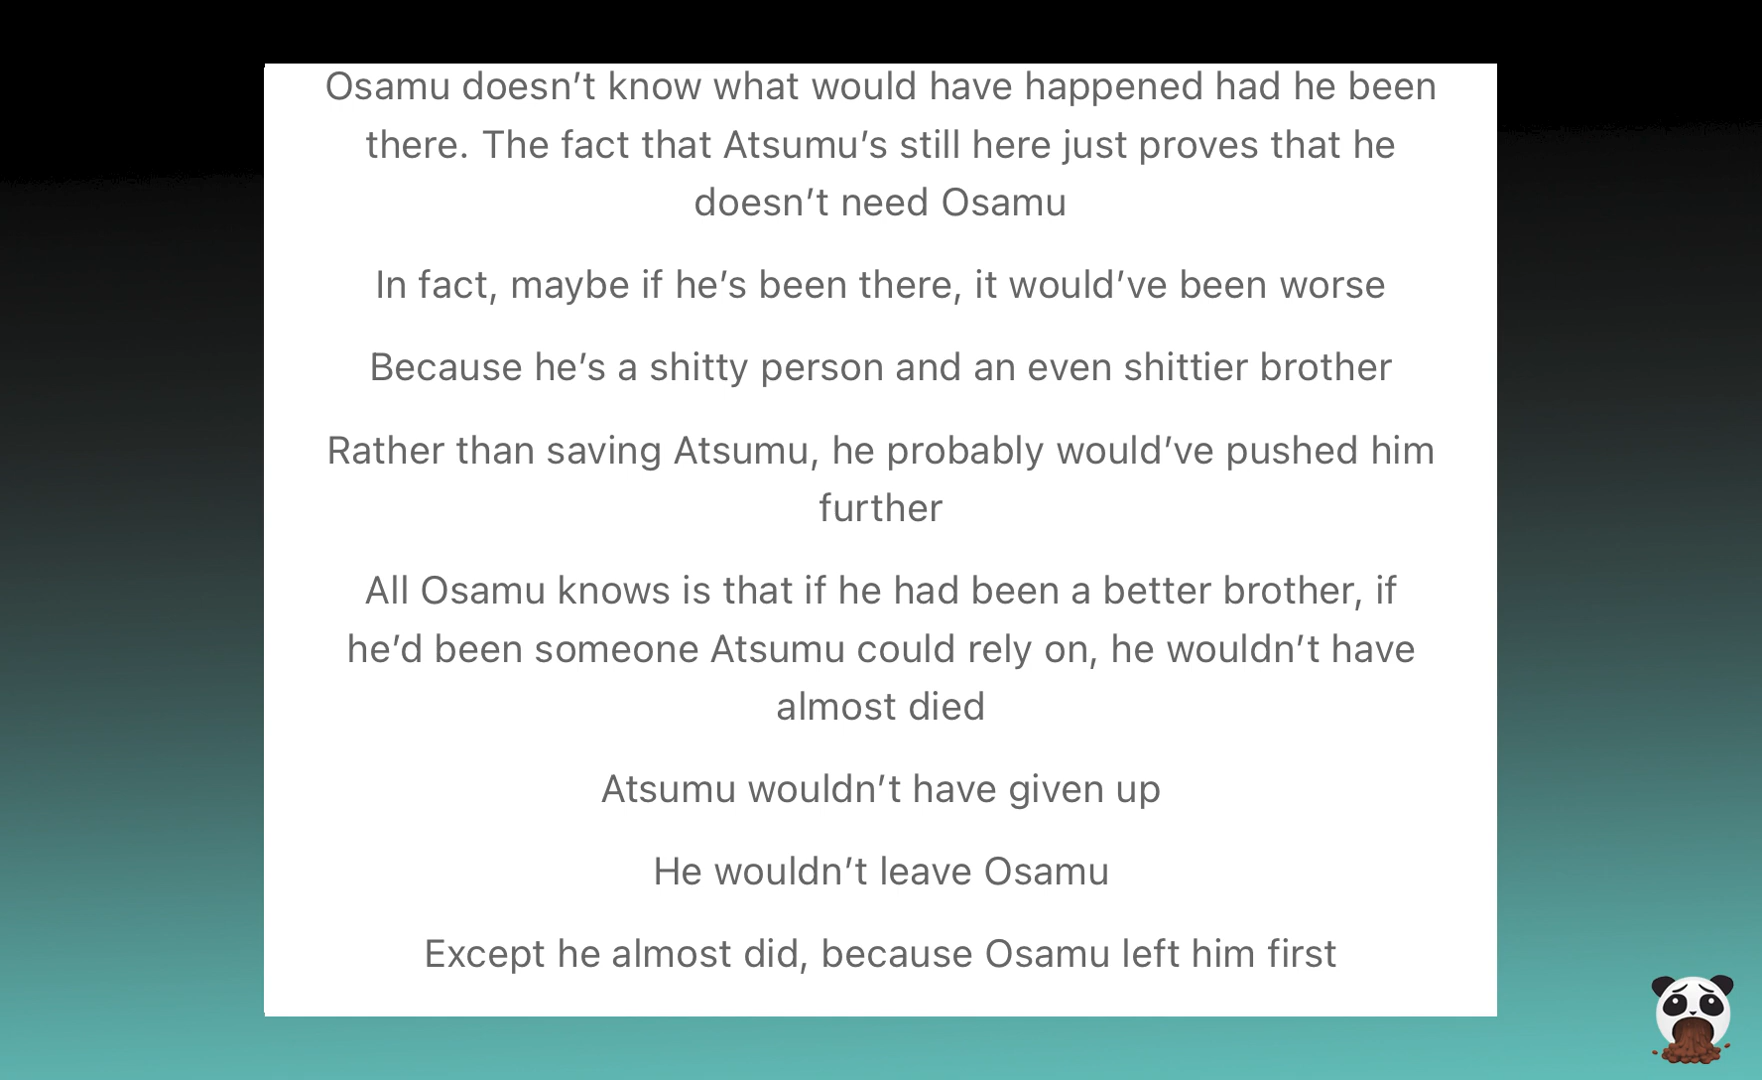 Osamu doesn’t know what would have happened had he been
there. The fact that Atsumu’s still here just proves that he
doesn’t need Osamu
In fact, maybe if he’s been there, it would’ve been worse
Because he’s a shitty person and an even shittier brother
Rather than saving Atsumu, he probably would’ve pushed him
further
All Osamu knows is that if he had been a better brother, if
he’d been someone Atsumu could rely on, he wouldn’t have
almost died
Atsumu wouldn’t have given up
He wouldn’t leave Osamu
Except he almost did, because Osamu left him first